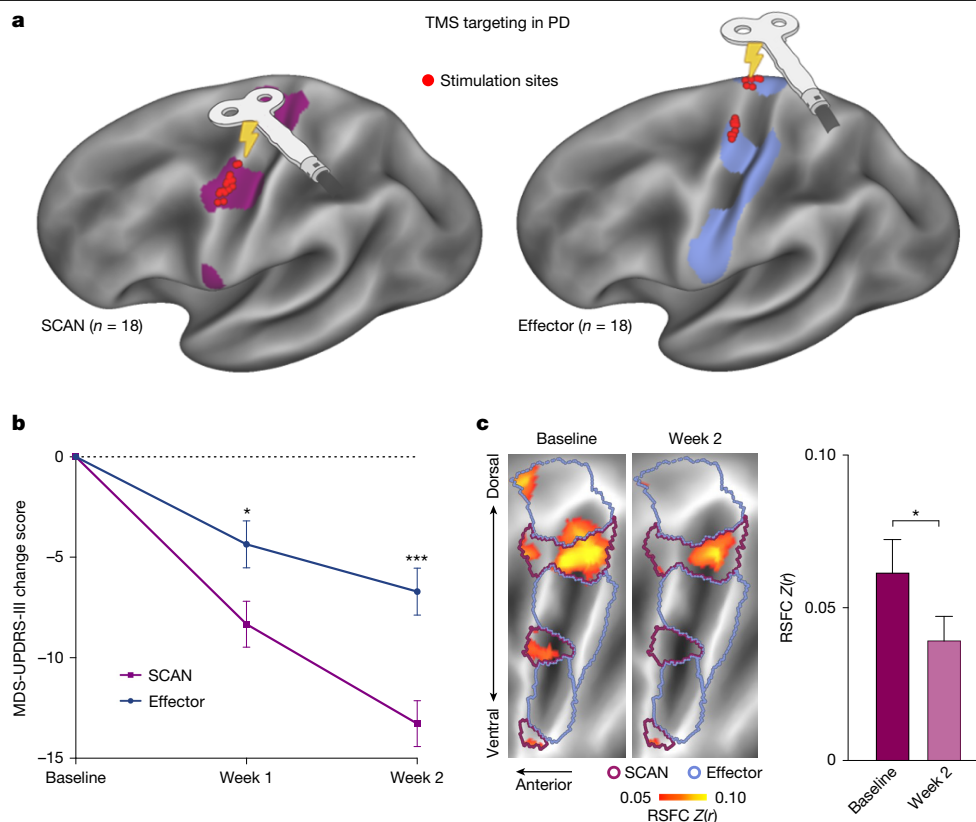 a
TMS targeting in PD
Stimulation sites
SCAN (n = 18)
Effector (n = 18)
b
MDS-UPDRS-III change score
0
−5
−10
−15
*
***
SCAN
Effector
Baseline
Week 1
Week 2
c
Baseline
Week 2
Dorsal
Ventral
Anterior
SCAN
Effector
0.05
0.10
RSFC Z(r)
RSFC Z(r)
0.10
0.05
0
*
Baseline
Week 2